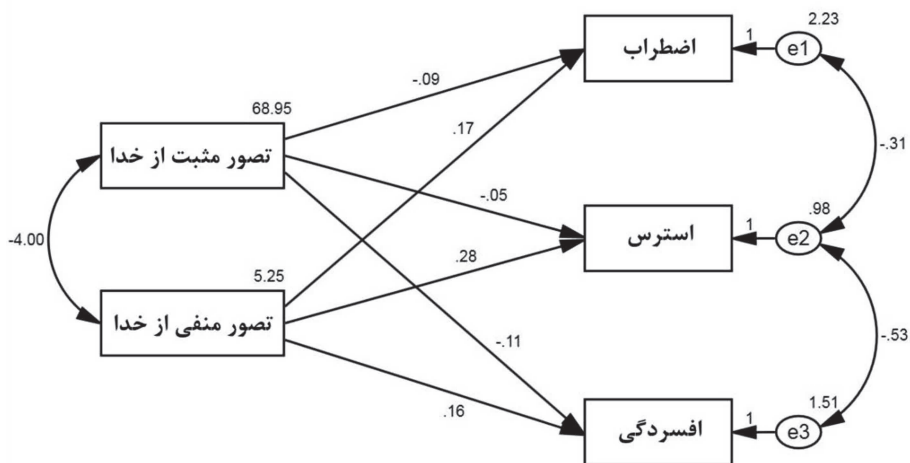 2.23
اضطراب
1
e1
-.09
68.95
.17
تصور مثبت از خدا
-.31
-.05
.98
استرس
1
e2
-4.00
.28
5.25
تصور منفی از خدا
-.53
-.11
.16
1.51
افسردگی
1
e3